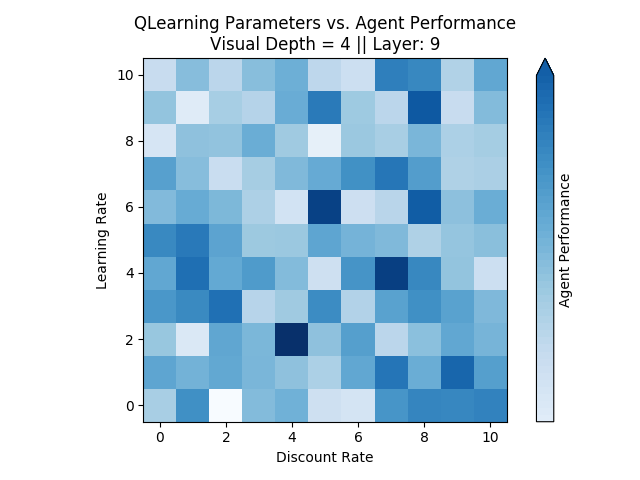 QLearning Parameters vs. Agent Performance
Visual Depth = 4 || Layer: 9
10
8
6
4
2
0
Learning Rate
0 2 4 6 8 10
Discount Rate
Agent Performance